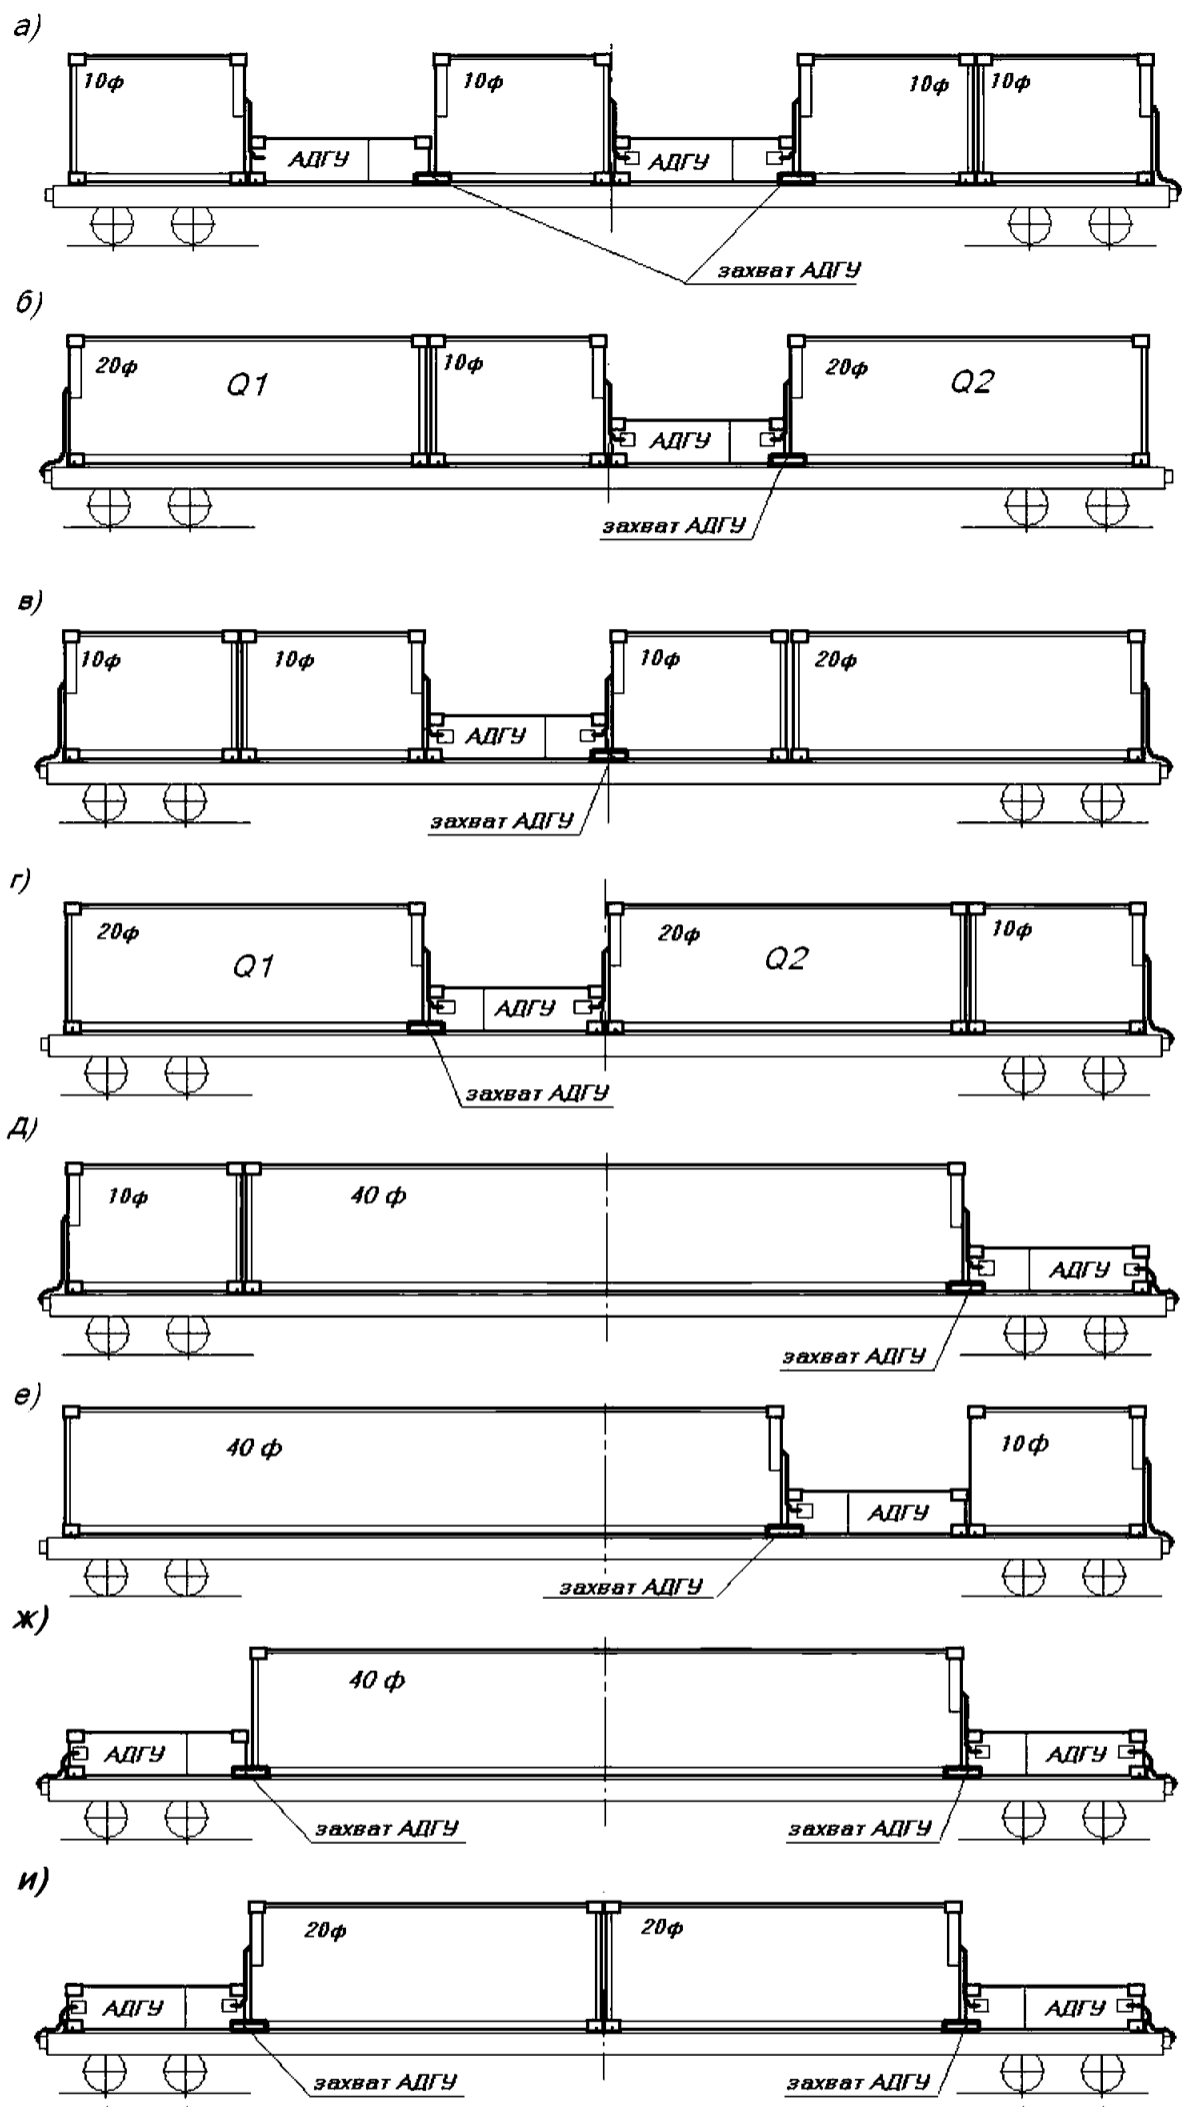 а)
10ф 10ф 10ф 10ф
АДГУ АДГУ
захват АДГУ
б)
20ф Q1 10ф 20ф Q2
АДГУ
захват АДГУ
в)
10ф 10ф 10ф 20ф
АДГУ
захват АДГУ
г)
20ф Q1 20ф Q2 10ф
АДГУ
захват АДГУ
д)
10ф 40 ф
АДГУ
захват АДГУ
е)
40 ф 10 ф
АДГУ
захват АДГУ
ж)
40 ф
АДГУ АДГУ
захват АДГУ захват АДГУ
и)
20ф 20ф
АДГУ АДГУ
захват АДГУ захват АДГУ